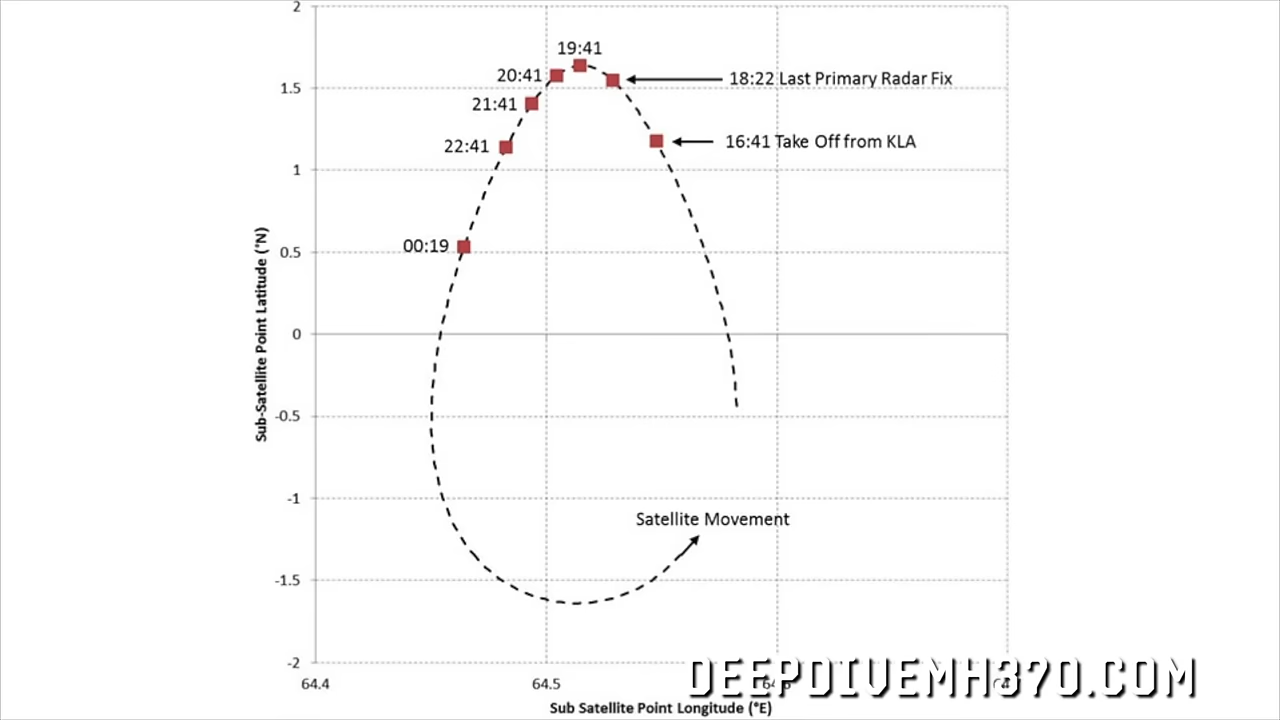 2
19:41
20:41
18:22 Last Primary Radar Fix
1.5
21:41
16:41 Take Off from KLA
22:41
1
00:19
0.5
Sub-Satellite Point Latitude (°N)
0
-0.5
-1
Satellite Movement
-1.5
-2
64.4
64.5
DEEPDIVEMH370.COM
Sub Satellite Point Longitude (°E)